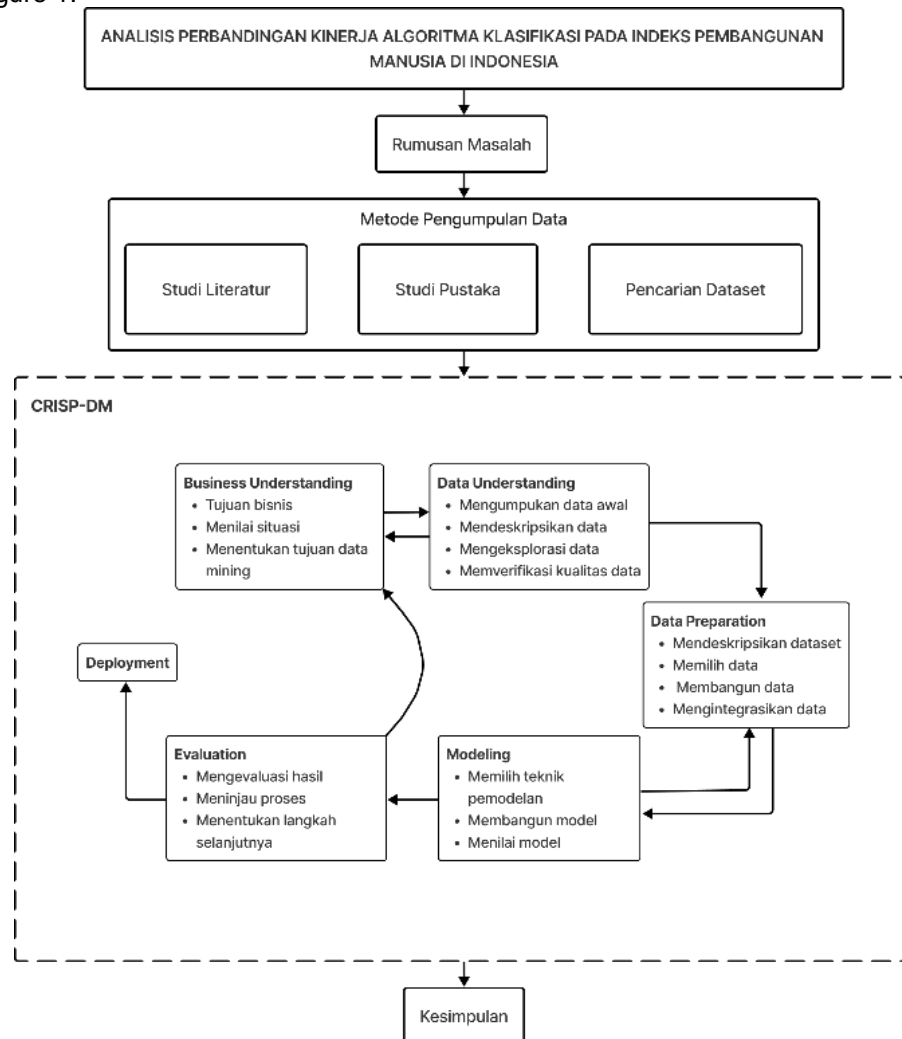 ANALISIS PERBANDINGAN KINERJA ALGORITMA KLASIFIKASI PADA INDEKS PEMBANGUNAN
MANUSIA DI INDONESIA
Rumusan Masalah
Metode Pengumpulan Data
Studi Literatur
Studi Pustaka
Pencarian Dataset
CRISP-DM
Business Understanding
• Tujuan bisnis
• Menilai situasi
• Menentukan tujuan data
mining
Data Understanding
• Mengumpukan data awal
• Mendeskripsikan data
• Mengeksplorasi data
• Memverifikasi kualitas data
Data Preparation
• Mendeskripsikan dataset
• Memilih data
• Membangun data
• Mengintegrasikan data
Deployment
Evaluation
• Mengevaluasi hasil
• Meninjau proses
• Menentukan langkah
selanjutnya
Modeling
• Memilih teknik
pemodelan
• Membangun model
• Menilai model
Kesimpulan